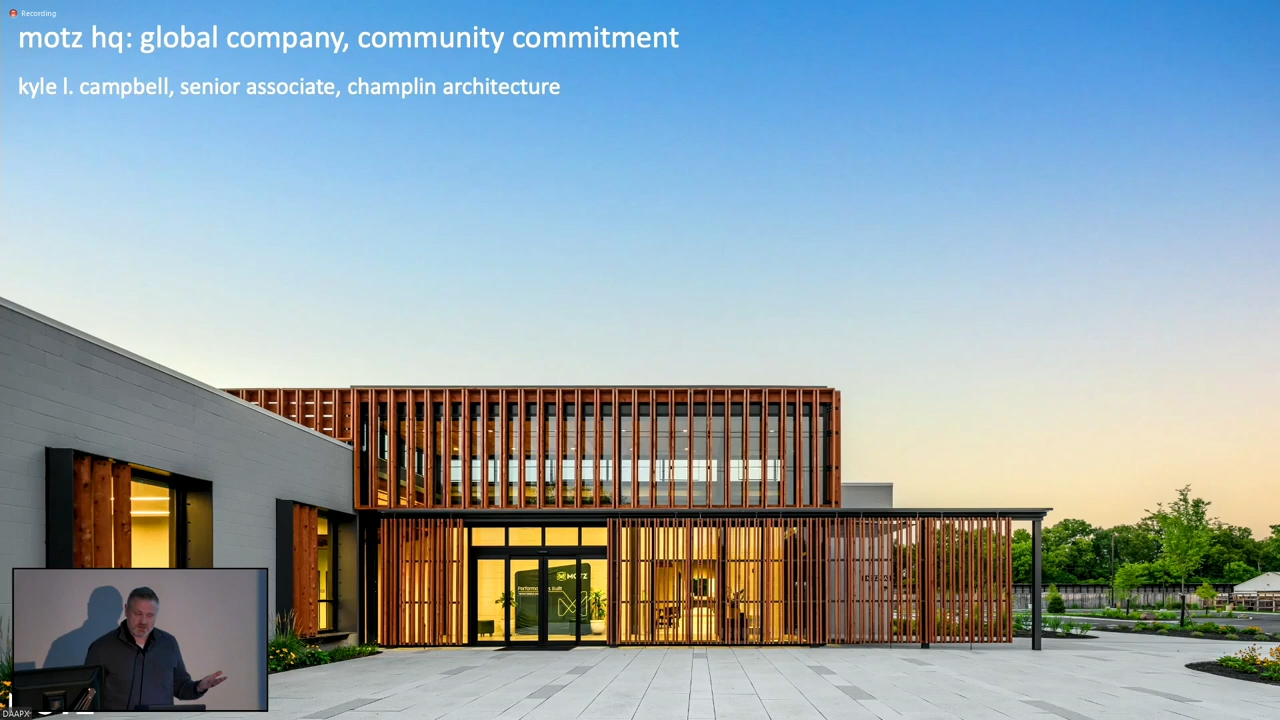 Recording
motz hq: global company, community commitment
kyle l. campbell, senior associate, champlin architecture
MOTZ
DAAPX